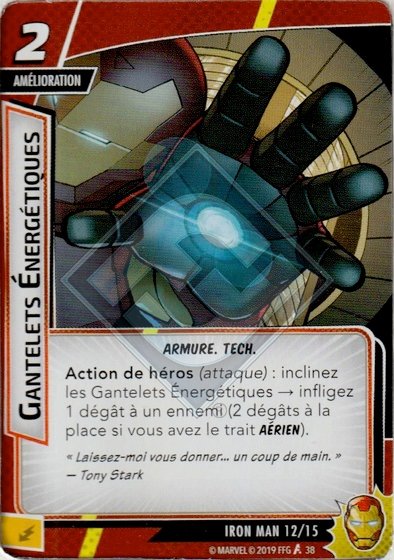 2
AMÉLIORATION
GANTELETS ÉNERGÉTIQUES
ARMURE. TECH.
Action de héros (attaque) : inclinez
les Gantelets Énergétiques → infligez
1 dégât à un ennemi(2 dégâts à la
place si vous avez le trait AÉRIEN).
« Laissez-moi vous donner... un coup de main. »
– Tony Stark
IRON MAN 12/15
© MARVEL © 2019 FFG 38